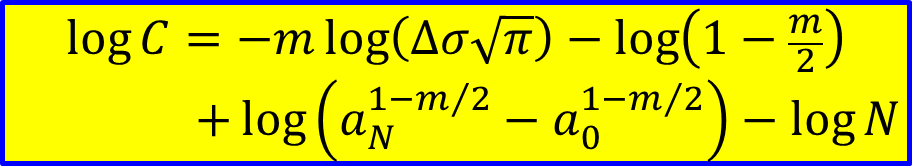 log C = −m log(Δσ√π) − log(1 − m/2)
+ log(a_N^{1−m/2} − a_0^{1−m/2}) − log N